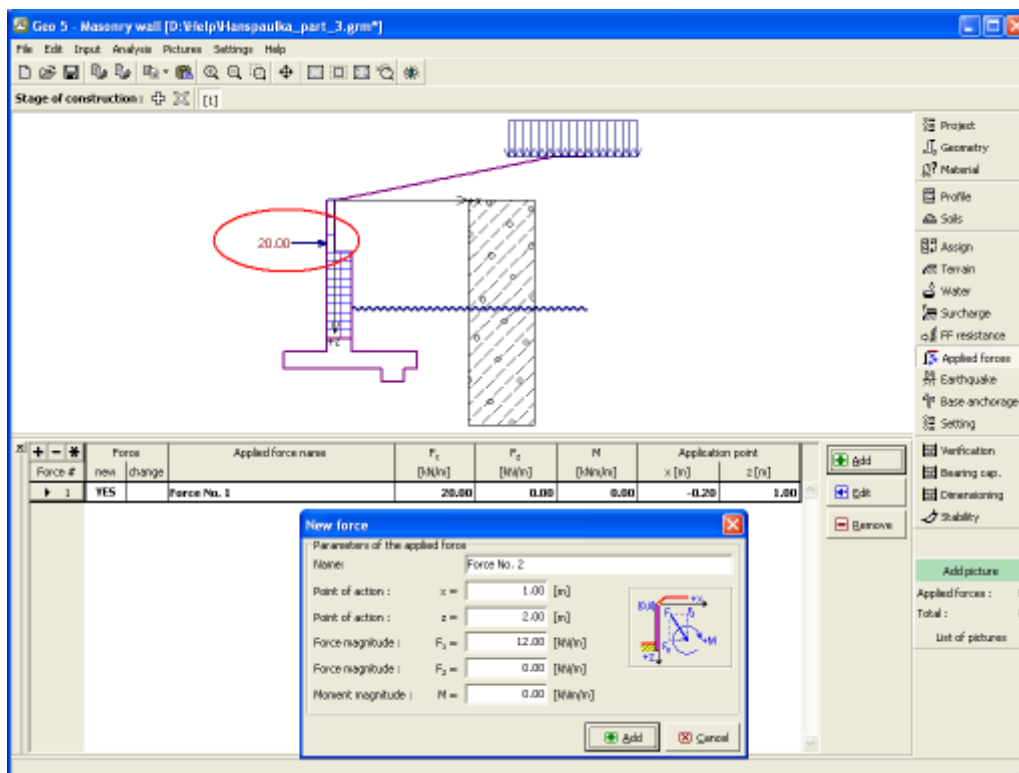 Geo 5 - Masonry wall [D:\Help\Hanspaulka_part_3.grm*]
File Edit Input Analysis Pictures Settings Help
Stage of construction : [1]
20.00
+x
+z
Project
Geometry
Material
Profile
Soils
Assign
Terrain
Water
Surcharge
FF resistance
Applied forces
Earthquake
Base anchorage
Setting
Verification
Bearing cap.
Dimensioning
Stability
Add picture
Applied forces :
Total :
List of pictures
Force Applied force name Fx Fz M Application point
Force # new change [kN/m] [kN/m] [kNm/m] x [m] z [m]
1 YES Force No. 1 20.00 0.00 0.00 -0.20 1.00
Add
Edit
Remove
New force
Parameters of the applied force
Name: Force No. 2
Point of action : x = 1.00 [m]
Point of action : z = 2.00 [m]
Force magnitude : Fx = 12.00 [kN/m]
Force magnitude : Fz = 0.00 [kN/m]
Moment magnitude : M = 0.00 [kNm/m]
[0,0] +X
+M
+Z
Add Cancel